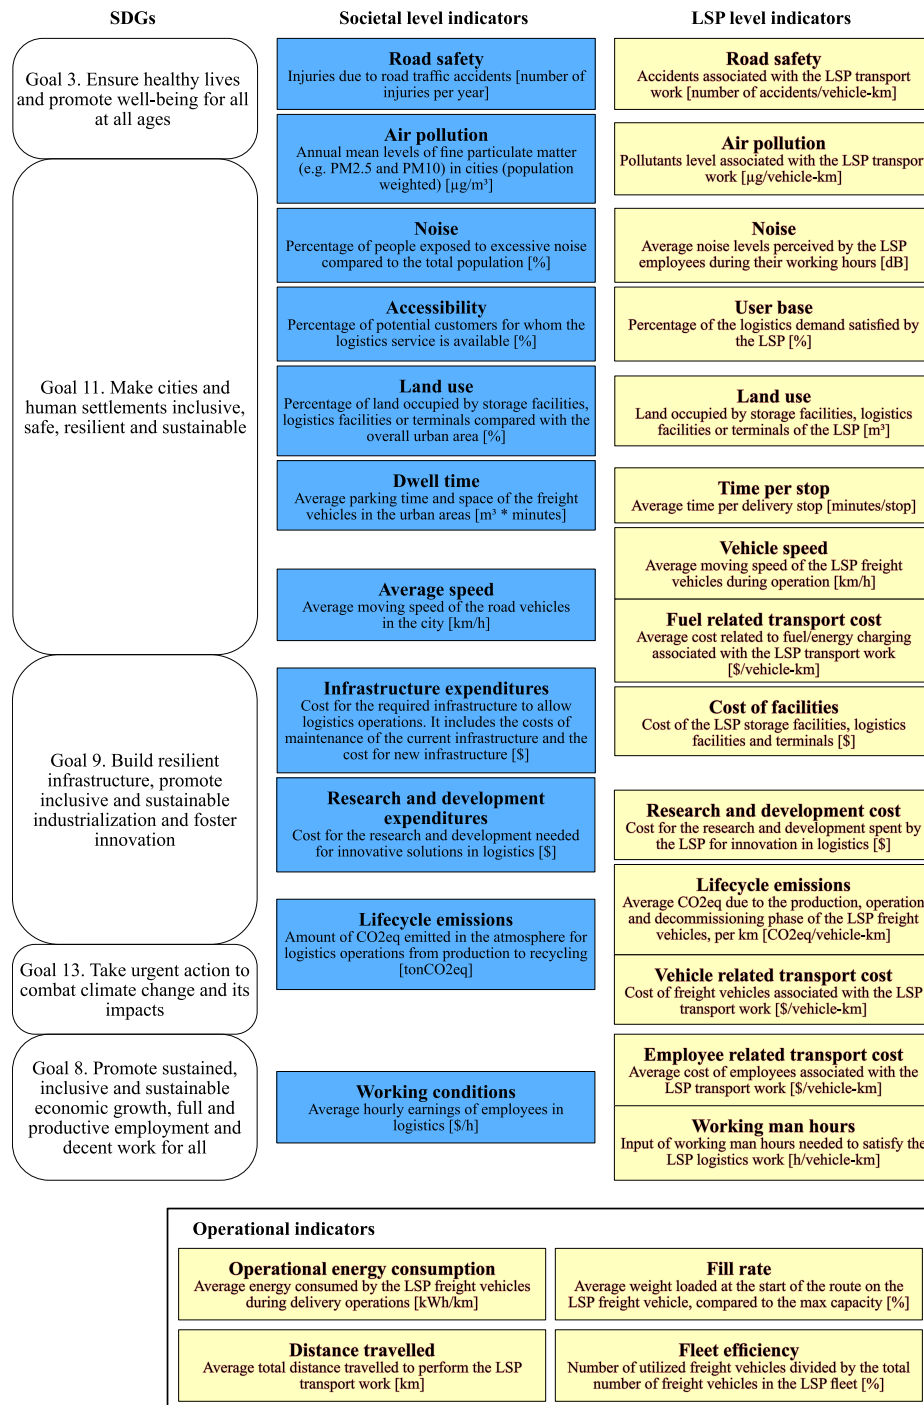 SDGs
Societal level indicators
LSP level indicators
Goal 3. Ensure healthy lives
and promote well-being for all
at all ages
Goal 11. Make cities and
human settlements inclusive,
safe, resilient and sustainable
Goal 9. Build resilient
infrastructure, promote
inclusive and sustainable
industrialization and foster
innovation
Goal 13. Take urgent action to
combat climate change and its
impacts
Goal 8. Promote sustained,
inclusive and sustainable
economic growth, full and
productive employment and
decent work for all
Road safety
Injuries due to road traffic accidents [number of
injuries per year]
Air pollution
Annual mean levels of fine particulate matter
(e.g. PM2.5 and PM10) in cities (population
weighted) [µg/m³]
Noise
Percentage of people exposed to excessive noise
compared to the total population [%]
Accessibility
Percentage of potential customers for whom the
logistics service is available [%]
Land use
Percentage of land occupied by storage facilities,
logistics facilities or terminals compared with the
overall urban area [%]
Dwell time
Average parking time and space of the freight
vehicles in the urban areas [m³ * minutes]
Average speed
Average moving speed of the road vehicles
in the city [km/h]
Infrastructure expenditures
Cost for the required infrastructure to allow
logistics operations. It includes the costs of
maintenance of the current infrastructure and the
cost for new infrastructure [$]
Research and development
expenditures
Cost for the research and development needed
for innovative solutions in logistics [$]
Lifecycle emissions
Amount of CO2eq emitted in the atmosphere for
logistics operations from production to recycling
[tonCO2eq]
Working conditions
Average hourly earnings of employees in
logistics [$/h]
Road safety
Accidents associated with the LSP transport
work [number of accidents/vehicle-km]
Air pollution
Pollutants level associated with the LSP transport
work [µg/vehicle-km]
Noise
Average noise levels perceived by the LSP
employees during their working hours [dB]
User base
Percentage of the logistics demand satisfied by
the LSP [%]
Land use
Land occupied by storage facilities, logistics
facilities or terminals of the LSP [m³]
Time per stop
Average time per delivery stop [minutes/stop]
Vehicle speed
Average moving speed of the LSP freight
vehicles during operation [km/h]
Fuel related transport cost
Average cost related to fuel/energy charging
associated with the LSP transport work
[$/vehicle-km]
Cost of facilities
Cost of the LSP storage facilities, logistics
facilities and terminals [$]
Research and development cost
Cost for the research and development spent by
the LSP for innovation in logistics [$]
Lifecycle emissions
Average CO2eq due to the production, operation
and decommissioning phase of the LSP freight
vehicles, per km [CO2eq/vehicle-km]
Vehicle related transport cost
Cost of freight vehicles associated with the LSP
transport work [$/vehicle-km]
Employee related transport cost
Average cost of employees associated with the
LSP transport work [$/vehicle-km]
Working man hours
Input of working man hours needed to satisfy the
LSP logistics work [h/vehicle-km]
Operational indicators
Operational energy consumption
Average energy consumed by the LSP freight vehicles
during delivery operations [kWh/km]
Fill rate
Average weight loaded at the start of the route on the
LSP freight vehicle, compared to the max capacity [%]
Distance travelled
Average total distance travelled to perform the LSP
transport work [km]
Fleet efficiency
Number of utilized freight vehicles divided by the total
number of freight vehicles in the LSP fleet [%]